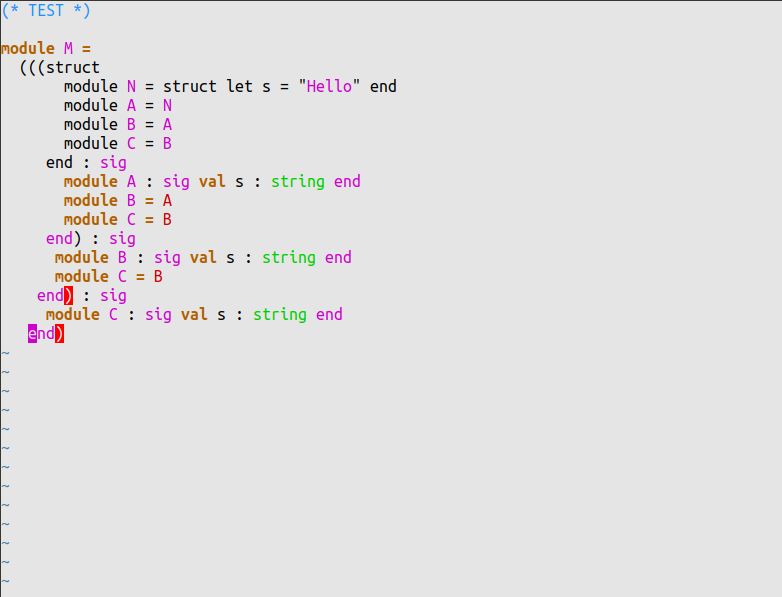 (* TEST *)

module M =
  (((struct
       module N = struct let s = "Hello" end
       module A = N
       module B = A
       module C = B
     end : sig
       module A : sig val s : string end
       module B = A
       module C = B
     end) : sig
      module B : sig val s : string end
      module C = B
    end) : sig
     module C : sig val s : string end
   end)
~
~
~
~
~
~
~
~
~
~
~
~
~